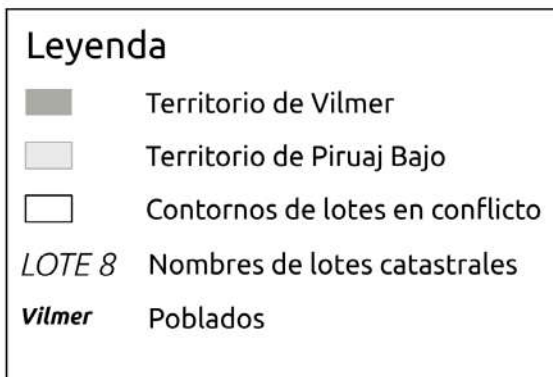 Leyenda
Territorio de Vilmer
Territorio de Piruaj Bajo
Contornos de lotes en conflicto
LOTE 8 Nombres de lotes catastrales
Vilmer Poblados